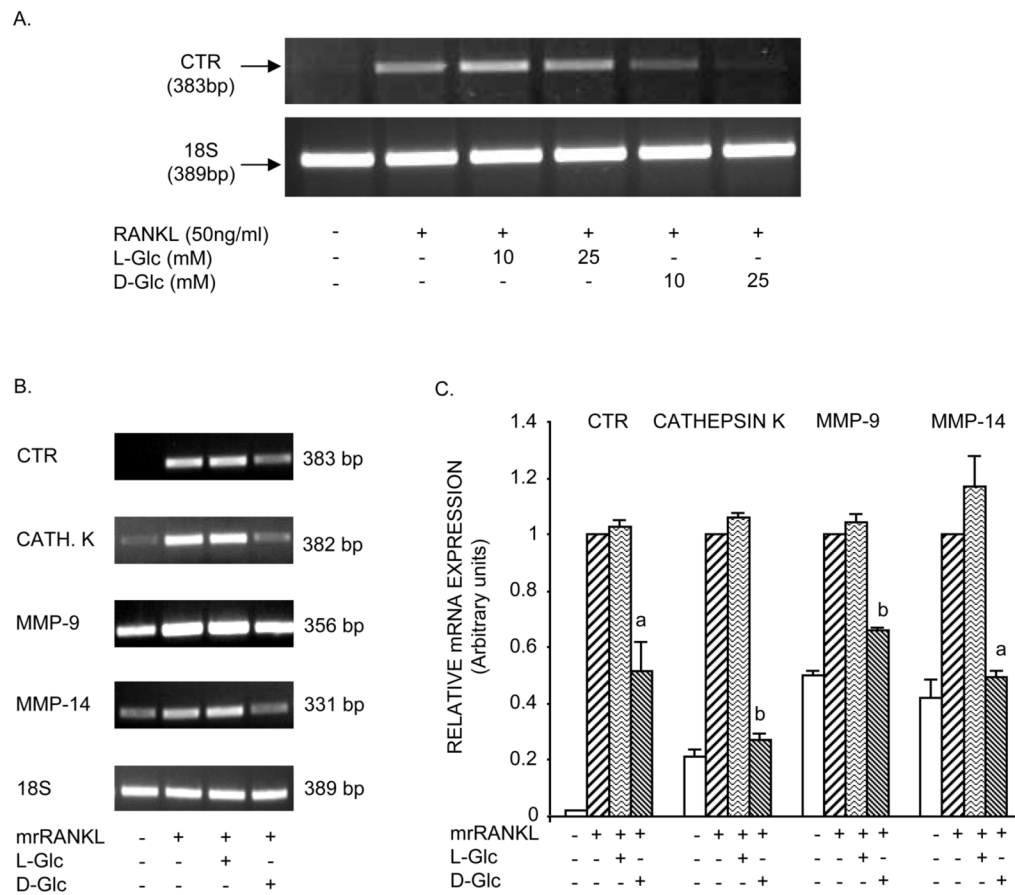 A.
CTR
(383bp)
18S
(389bp)
RANKL (50ng/ml) - + + + + +
L-Glc (mM) - - 10 25 - -
D-Glc (mM) - - - - 10 25
B.
CTR 383 bp
CATH. K 382 bp
MMP-9 356 bp
MMP-14 331 bp
18S 389 bp
mrRANKL - + + +
L-Glc - - + -
D-Glc - - - +
C.
CTR CATHEPSIN K MMP-9 MMP-14
RELATIVE mRNA EXPRESSION
(Arbitrary units)
1.4
1.2
1
0.8
0.6
0.4
0.2
0
a
b
b
a
mrRANKL - + + + - + + + - + + + - + + +
L-Glc - - + - - - + - - - + - - - + -
D-Glc - - - + - - - + - - - + - - - +